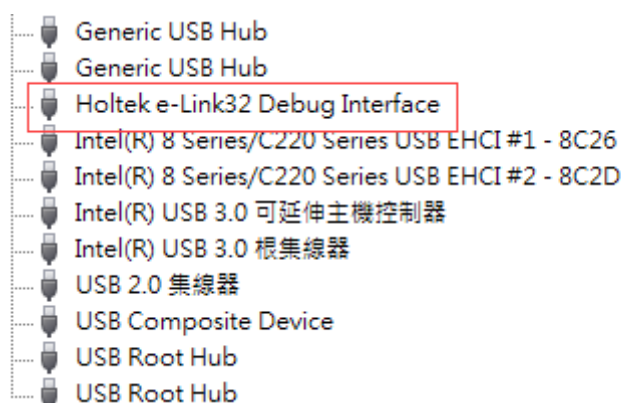 Generic USB Hub
Generic USB Hub
Holtek e-Link32 Debug Interface
Intel(R) 8 Series/C220 Series USB EHCI #1 - 8C26
Intel(R) 8 Series/C220 Series USB EHCI #2 - 8C2D
Intel(R) USB 3.0 可延伸主機控制器
Intel(R) USB 3.0 根集線器
USB 2.0 集線器
USB Composite Device
USB Root Hub
USB Root Hub